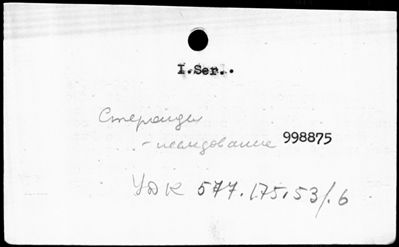 I.Ser..
Стероиды
- исследование 998875
УДК 577.175.53/.6